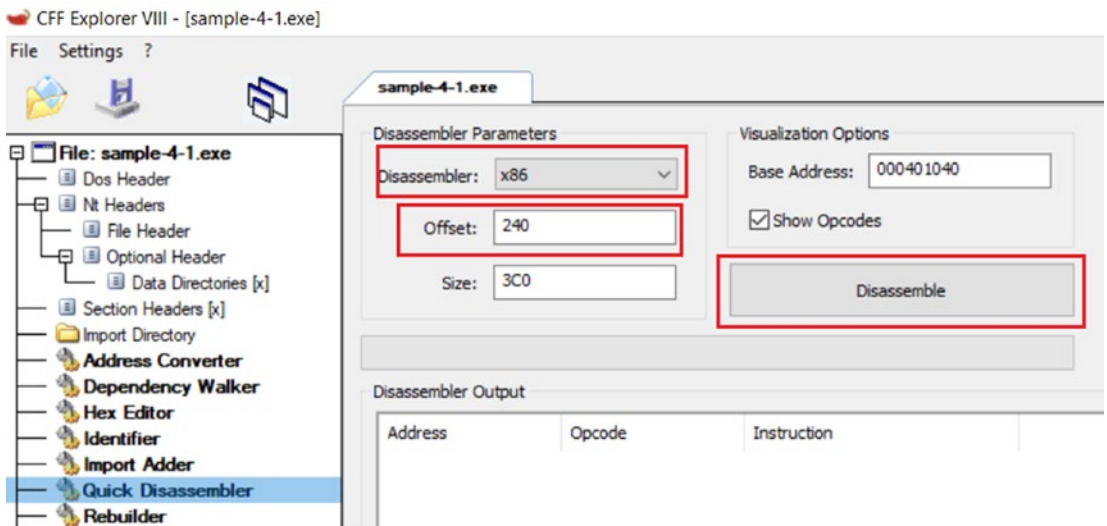 CFF Explorer VIII - [sample-4-1.exe]
File Settings ?
sample-4-1.exe
File: sample-4-1.exe
Dos Header
Nt Headers
File Header
Optional Header
Data Directories [x]
Section Headers [x]
Import Directory
Address Converter
Dependency Walker
Hex Editor
Identifier
Import Adder
Quick Disassembler
Rebuilder
Disassembler Parameters
Disassembler: x86
Offset: 240
Size: 3C0
Visualization Options
Base Address: 000401040
Show Opcodes
Disassemble
Disassembler Output
Address Opcode Instruction